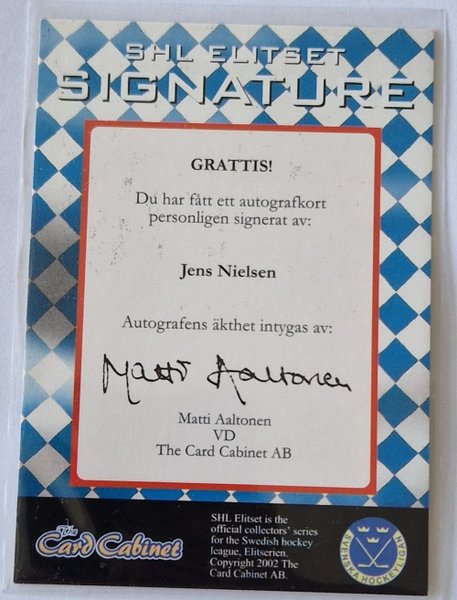 SHL ELITSET
SIGNATURE
GRATTIS!
Du har fått ett autografkort
personligen signerat av:
Jens Nielsen
Autografens äkthet intygas av:
Matti Aaltonen
Matti Aaltonen
VD
The Card Cabinet AB
The
Card Cabinet
SHL Elitset is the
official collectors' series
for the Swedish hockey
league, Elitserien.
Copyright 2002 The
Card Cabinet AB.
SVENSKA HOCKEYLIGAN